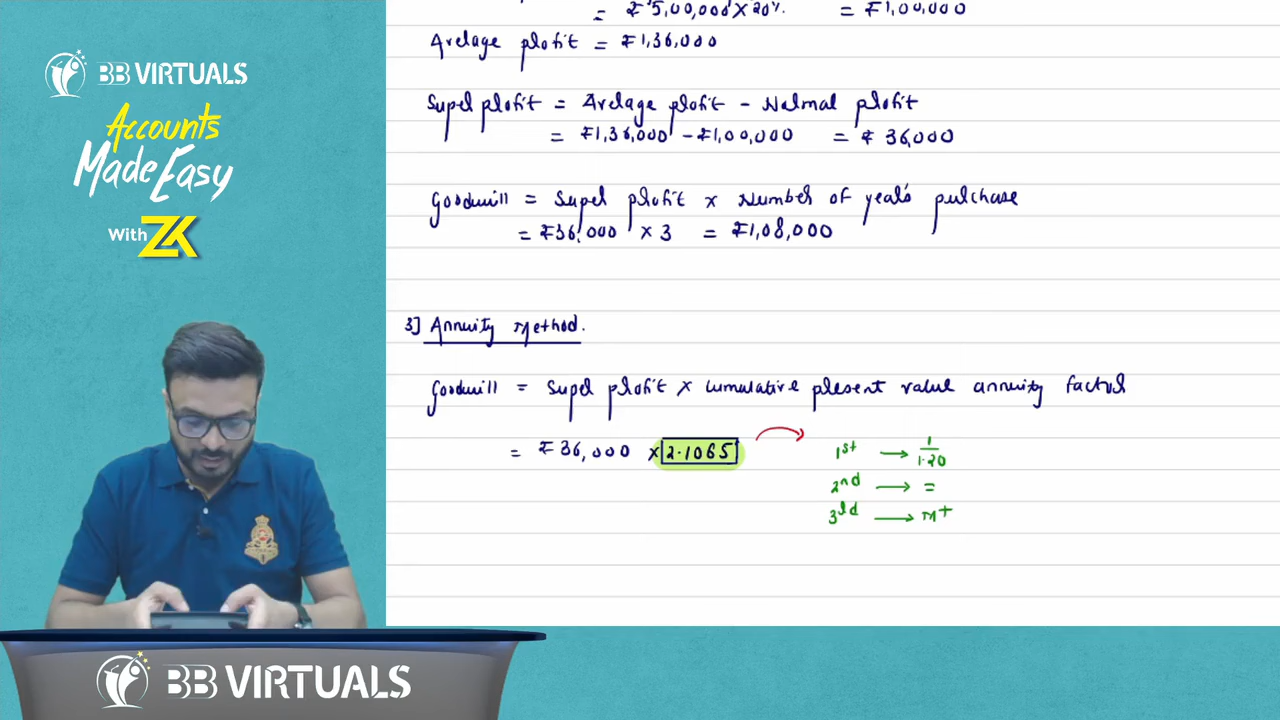 BB VIRTUALS
Accounts
Made Easy
With ZK
= ₹5,00,000 × 20% = ₹1,00,000
Average profit = ₹1,36,000
Super profit = Average profit - Normal profit
= ₹1,36,000 - ₹1,00,000 = ₹36,000
Goodwill = Super profit × Number of year's purchase
= ₹36,000 × 3 = ₹1,08,000
3] Annuity Method.
Goodwill = Super profit × cumulative present value annuity factor
= ₹36,000 × 2.1065
1st → 1/1.20
2nd → =
3rd → M+
BB VIRTUALS